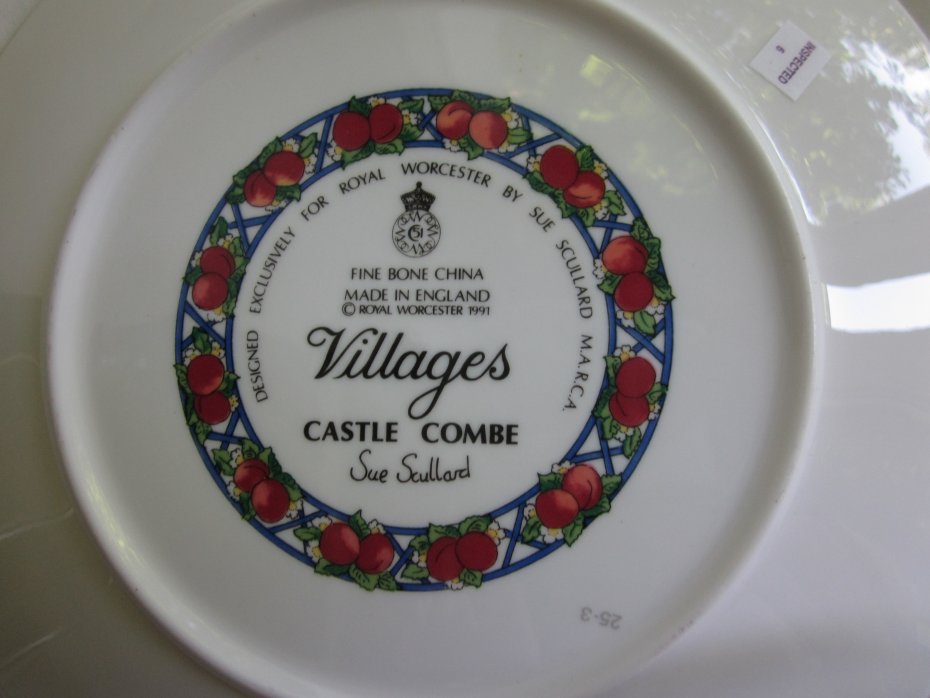 DESIGNED EXCLUSIVELY FOR ROYAL WORCESTER BY SUE SCULLARD M.A.R.C.A.
51
FINE BONE CHINA
MADE IN ENGLAND
© ROYAL WORCESTER 1991
Villages
CASTLE COMBE
Sue Scullard
INSPECTED
6
25-3